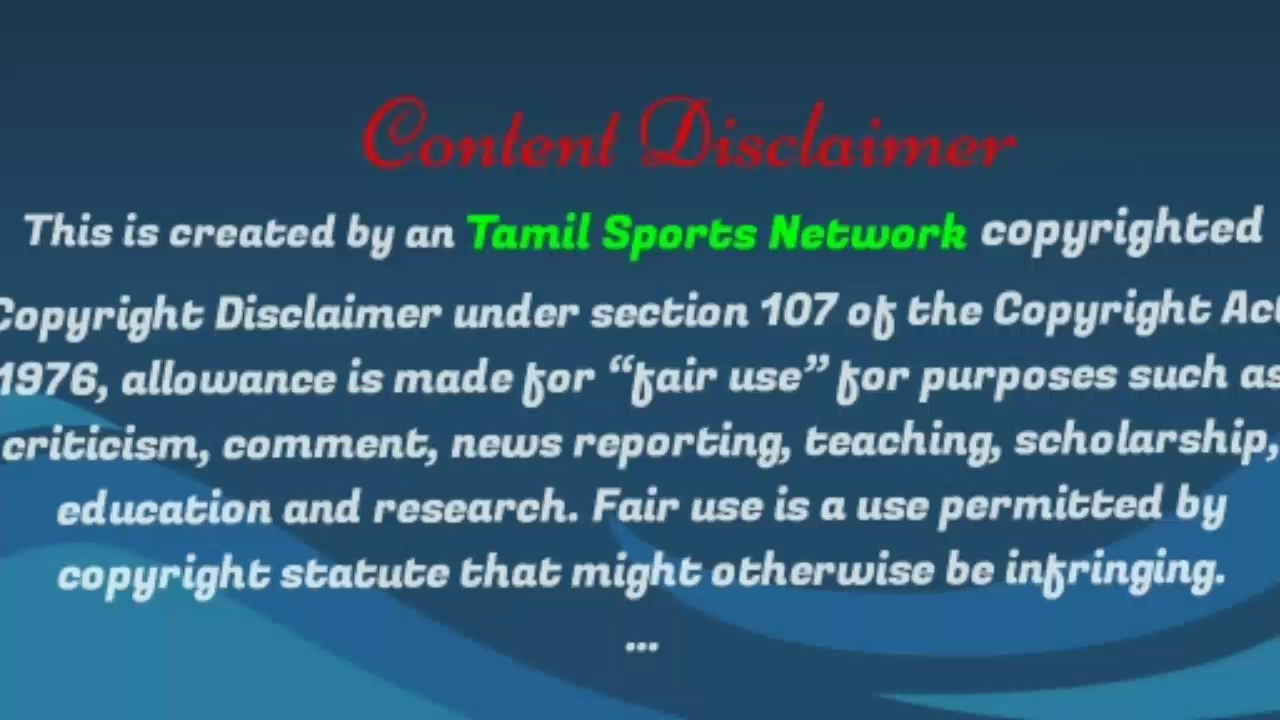 Content Disclaimer
This is created by an Tamil Sports Network copyrighted
Copyright Disclaimer under section 107 of the Copyright Act
1976, allowance is made for “fair use” for purposes such as
criticism, comment, news reporting, teaching, scholarship,
education and research. Fair use is a use permitted by
copyright statute that might otherwise be infringing.
...